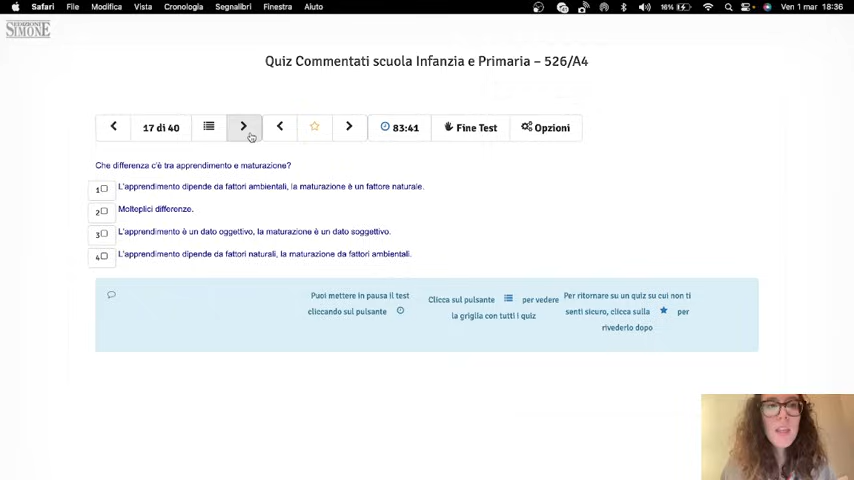 Safari File Modifica Vista Cronologia Segnalibri Finestra Aiuto 16% Ven 1 mar 18:36
EDIZIONI
SIMONE
Quiz Commentati scuola Infanzia e Primaria – 526/A4
17 di 40 83:41 Fine Test Opzioni
Che differenza c'è tra apprendimento e maturazione?
1 L'apprendimento dipende da fattori ambientali, la maturazione è un fattore naturale.
2 Molteplici differenze.
3 L'apprendimento è un dato oggettivo, la maturazione è un dato soggettivo.
4 L'apprendimento dipende da fattori naturali, la maturazione da fattori ambientali.
Puoi mettere in pausa il test
cliccando sul pulsante
Clicca sul pulsante per vedere
la griglia con tutti i quiz
Per ritornare su un quiz su cui non ti
senti sicuro, clicca sulla per
rivederlo dopo